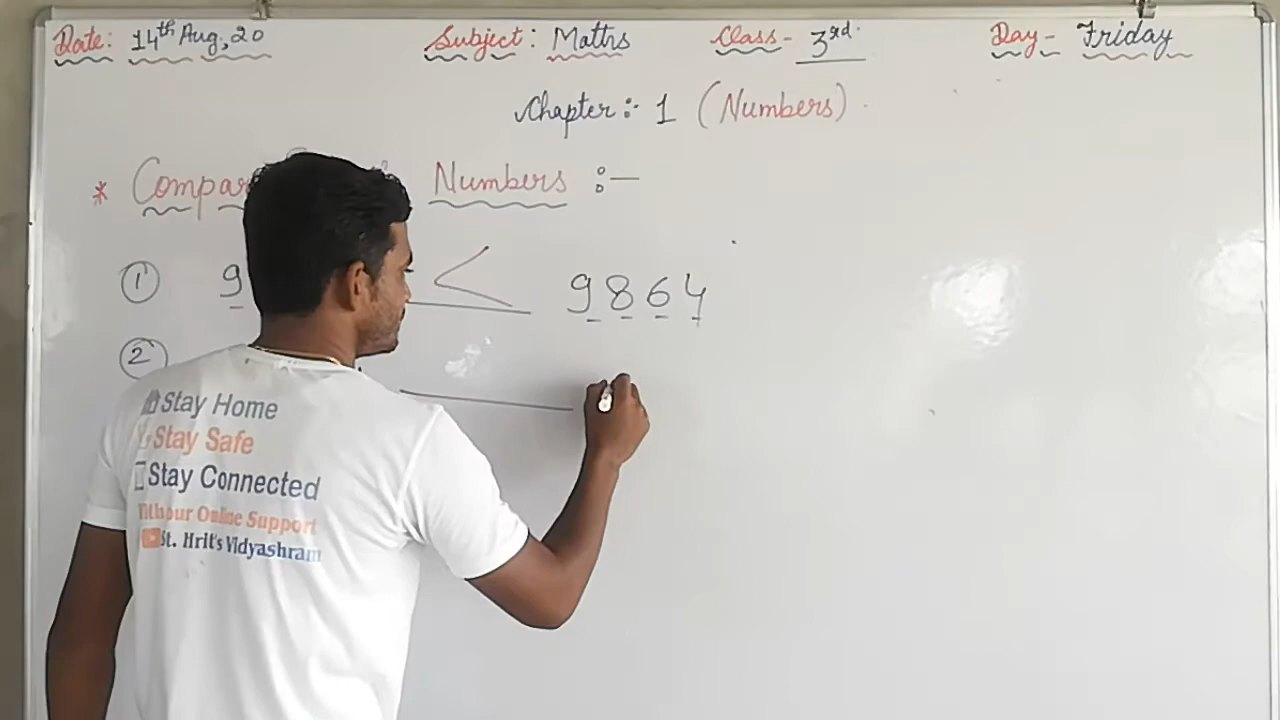 Date: 14th Aug, 20 Subject: Maths Class- 3rd. Day- Friday
Chapter :- 1 (Numbers)
* Compar Numbers :-
① 9 < 9864
②
Stay Home
Stay Safe
Stay Connected
Online Support
St. Hrit's Vidyashram